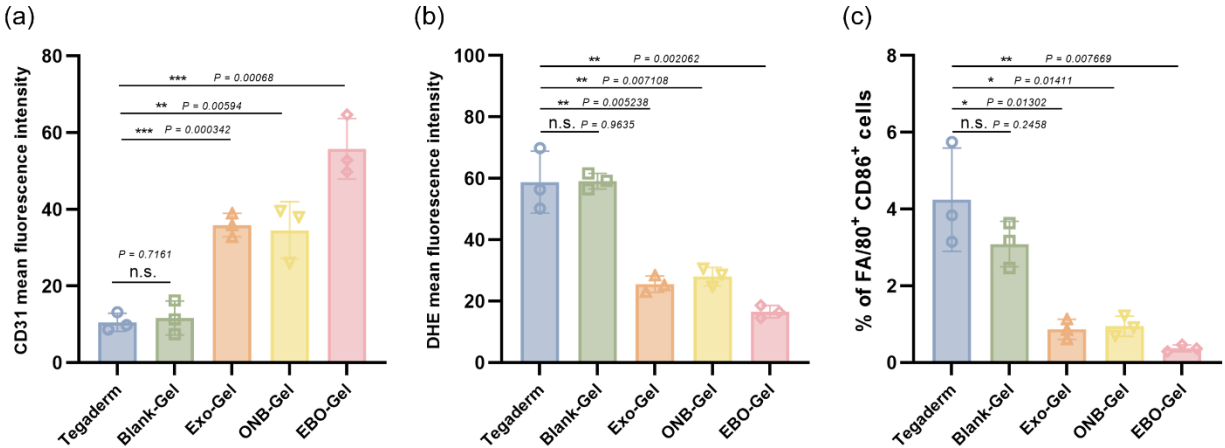 (a)
CD31 mean fluorescence intensity
80
60
40
20
0
*** P = 0.00068
** P = 0.00594
*** P = 0.000342
P = 0.7161
n.s.
Tegaderm
Blank-Gel
Exo-Gel
ONB-Gel
EBO-Gel
(b)
DHE mean fluorescence intensity
100
80
60
40
20
0
** P = 0.002062
** P = 0.007108
** P = 0.005238
n.s. P = 0.9635
Tegaderm
Blank-Gel
Exo-Gel
ONB-Gel
EBO-Gel
(c)
% of FA/80⁺ CD86⁺ cells
8
6
4
2
0
** P = 0.007669
* P = 0.01411
* P = 0.01302
n.s. P = 0.2458
Tegaderm
Blank-Gel
Exo-Gel
ONB-Gel
EBO-Gel